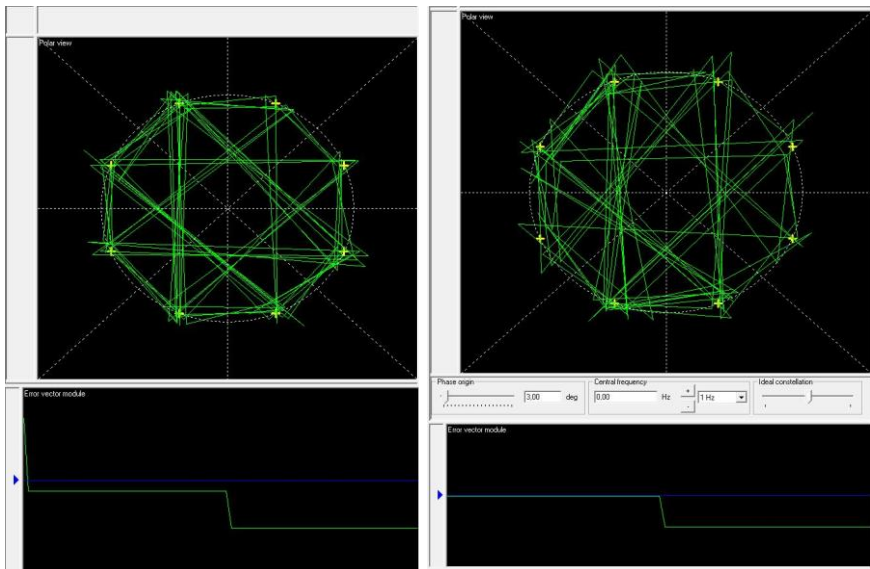 Polar view
Error vector module
Polar view
Phase origin
3,00 deg
Central frequency
0,00 Hz
+
-
1 Hz
Ideal constellation
Error vector module